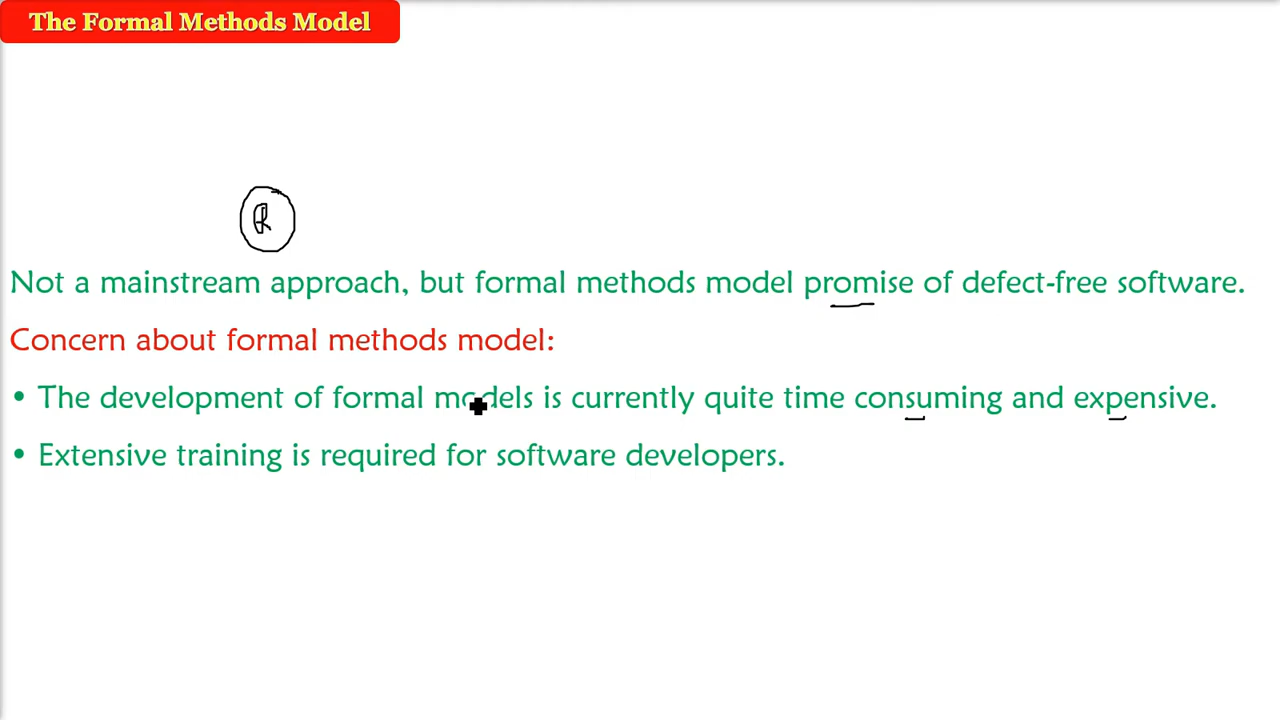 The Formal Methods Model
R
Not a mainstream approach, but formal methods model promise of defect-free software.
Concern about formal methods model:
• The development of formal models is currently quite time consuming and expensive.
• Extensive training is required for software developers.